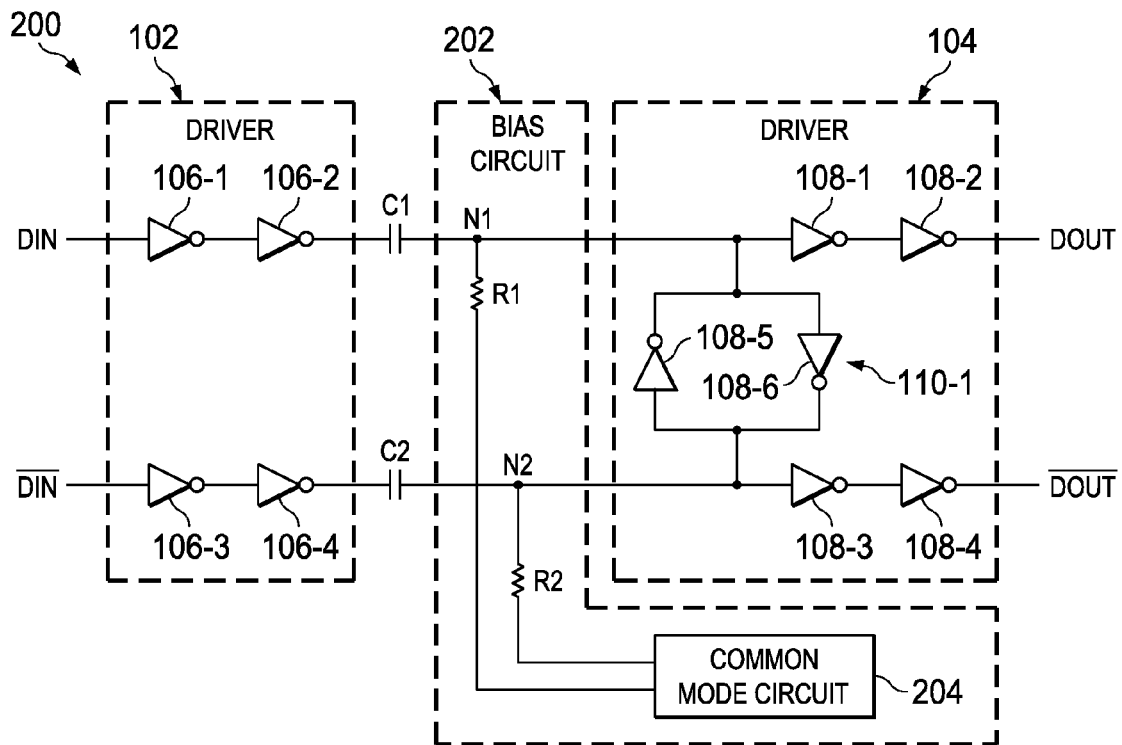 200
102
202
104
DRIVER
BIAS
CIRCUIT
DRIVER
106-1
106-2
108-1
108-2
C1
N1
DIN
DOUT
R1
108-5
108-6
110-1
C2
N2
D̅I̅N̅
D̅O̅U̅T̅
106-3
106-4
108-3
108-4
R2
COMMON
MODE CIRCUIT
204